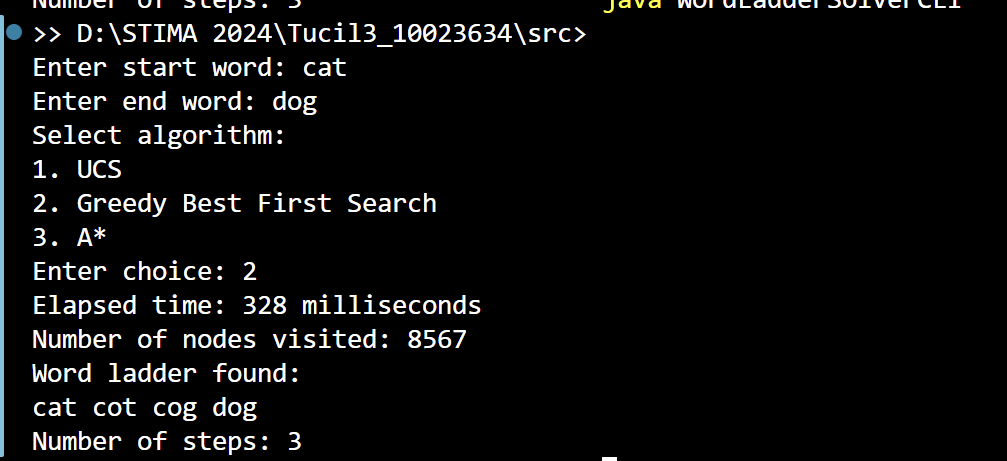 Number of steps: 3 java WordLadderSolverCLI
>> D:\STIMA 2024\Tucil3_10023634\src>
Enter start word: cat
Enter end word: dog
Select algorithm:
1. UCS
2. Greedy Best First Search
3. A*
Enter choice: 2
Elapsed time: 328 milliseconds
Number of nodes visited: 8567
Word ladder found:
cat cot cog dog
Number of steps: 3